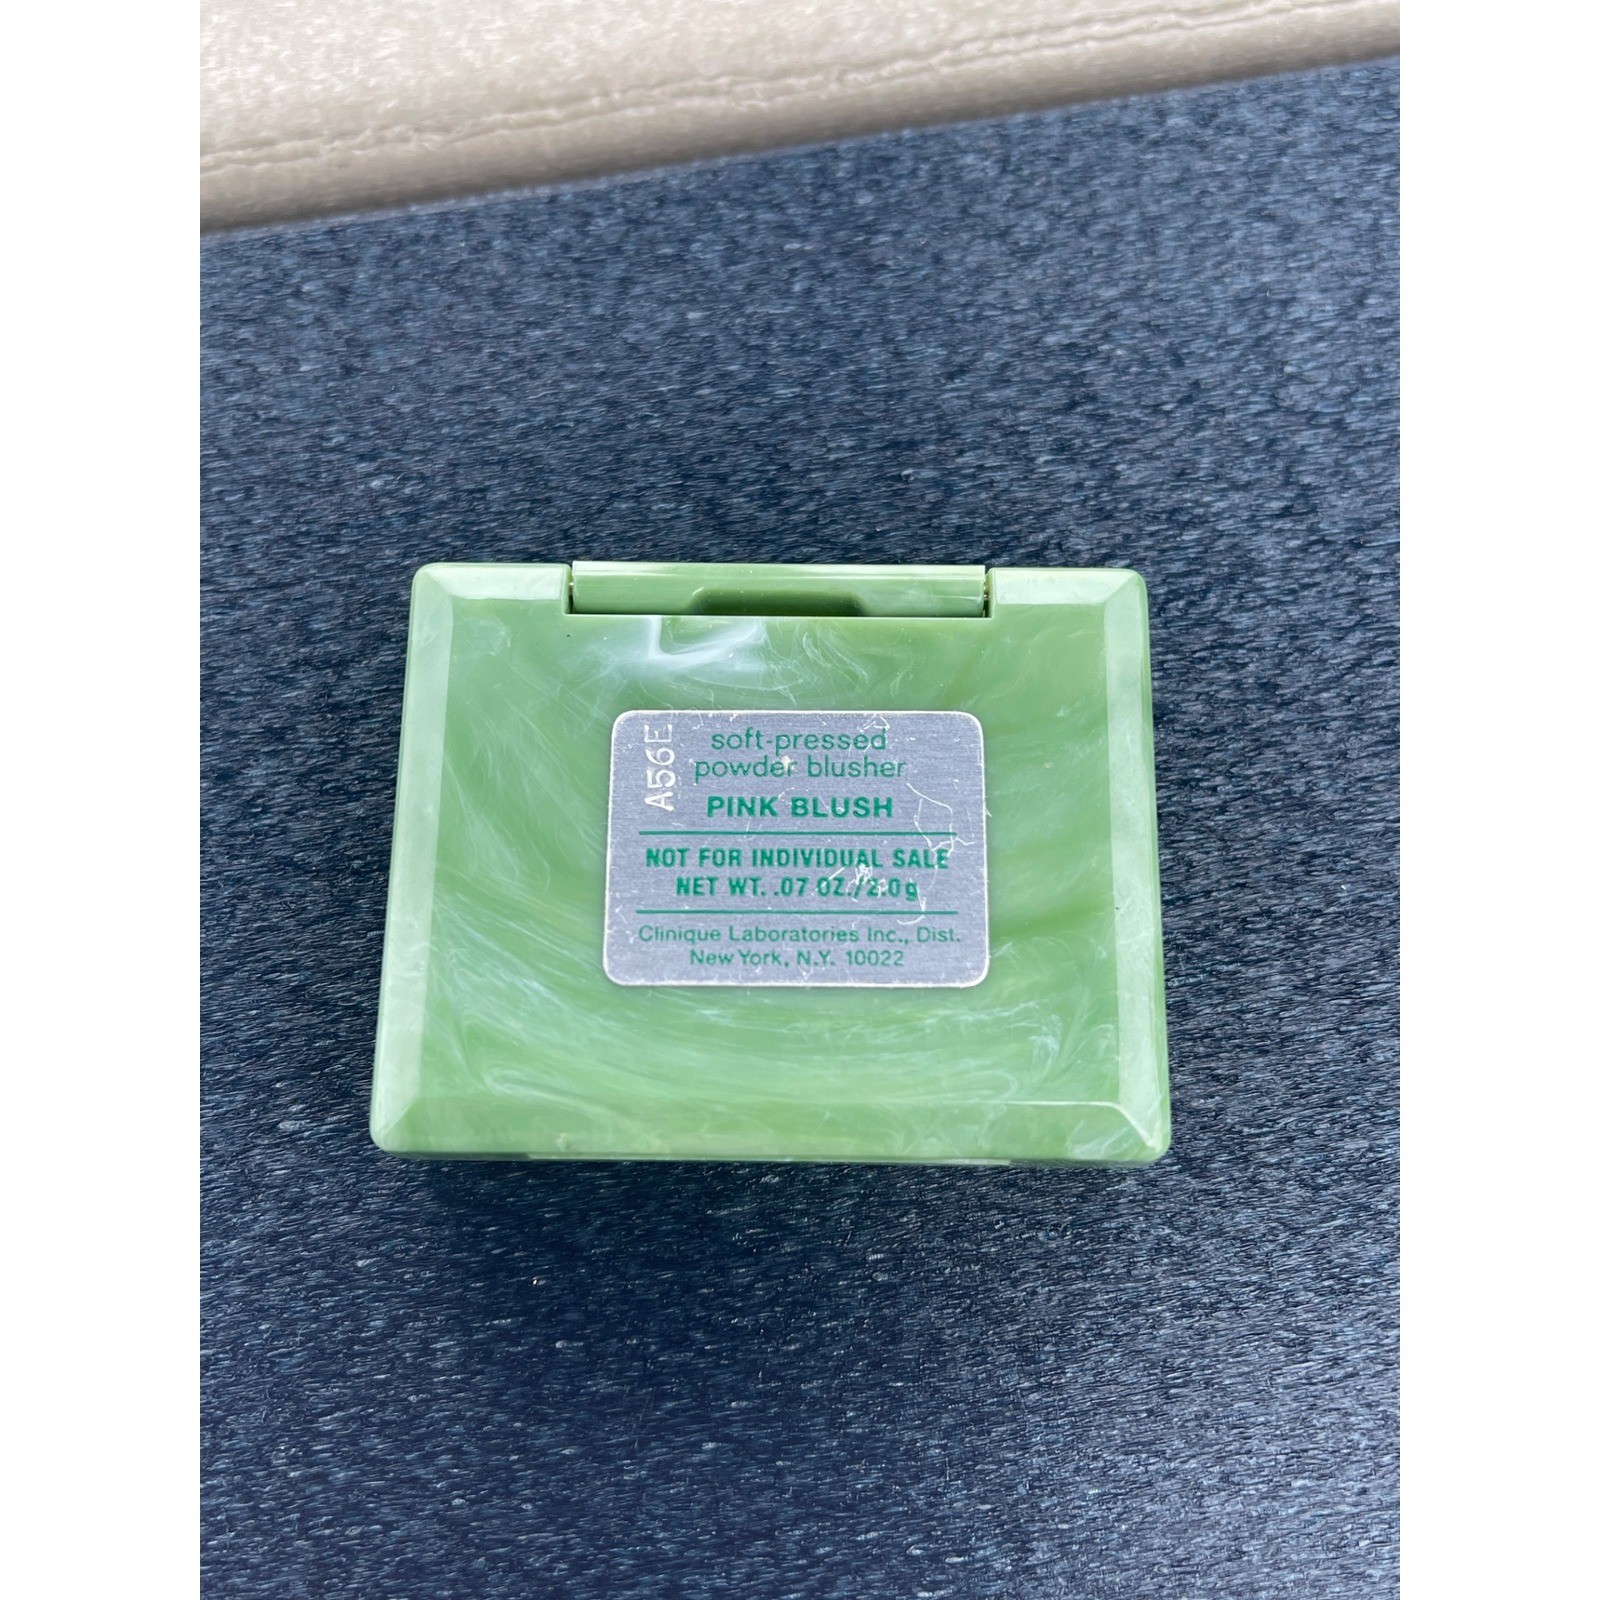 A56E
soft-pressed
powder blusher
PINK BLUSH
NOT FOR INDIVIDUAL SALE
NET WT. .07 OZ./2.0g
Clinique Laboratories Inc., Dist.
New York, N.Y. 10022